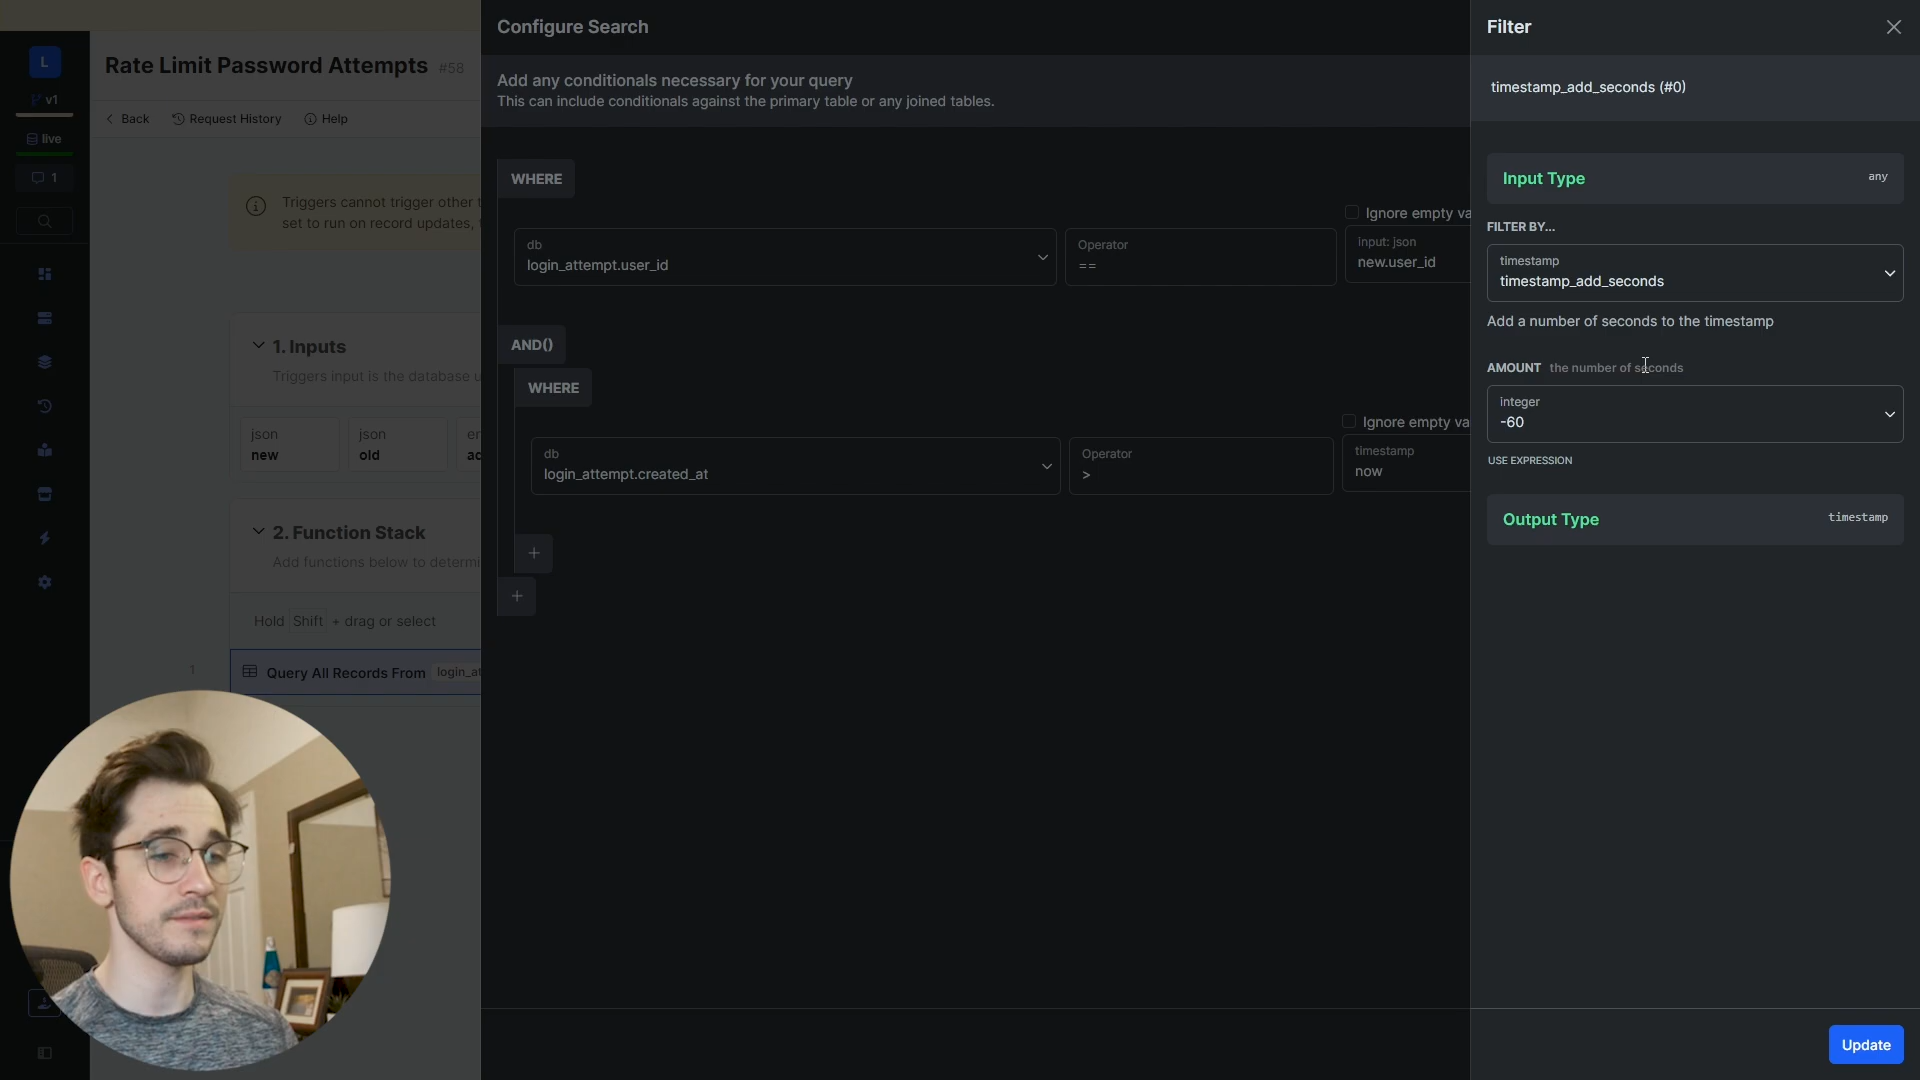 L
v1
live
1
Rate Limit Password Attempts #58
Back
Request History
Help
Triggers cannot trigger other t
set to run on record updates,
1. Inputs
Triggers input is the database u
json
new
json
old
2. Function Stack
Add functions below to determi
Hold Shift + drag or select
1
Query All Records From login_at
Configure Search
Add any conditionals necessary for your query
This can include conditionals against the primary table or any joined tables.
WHERE
Ignore empty va
db
login_attempt.user_id
Operator
==
input: json
new.user_id
AND()
WHERE
Ignore empty va
db
login_attempt.created_at
Operator
>
timestamp
now
+
+
Filter
timestamp_add_seconds (#0)
Input Type any
FILTER BY...
timestamp
timestamp_add_seconds
Add a number of seconds to the timestamp
AMOUNT the number of seconds
integer
-60
USE EXPRESSION
Output Type timestamp
Update